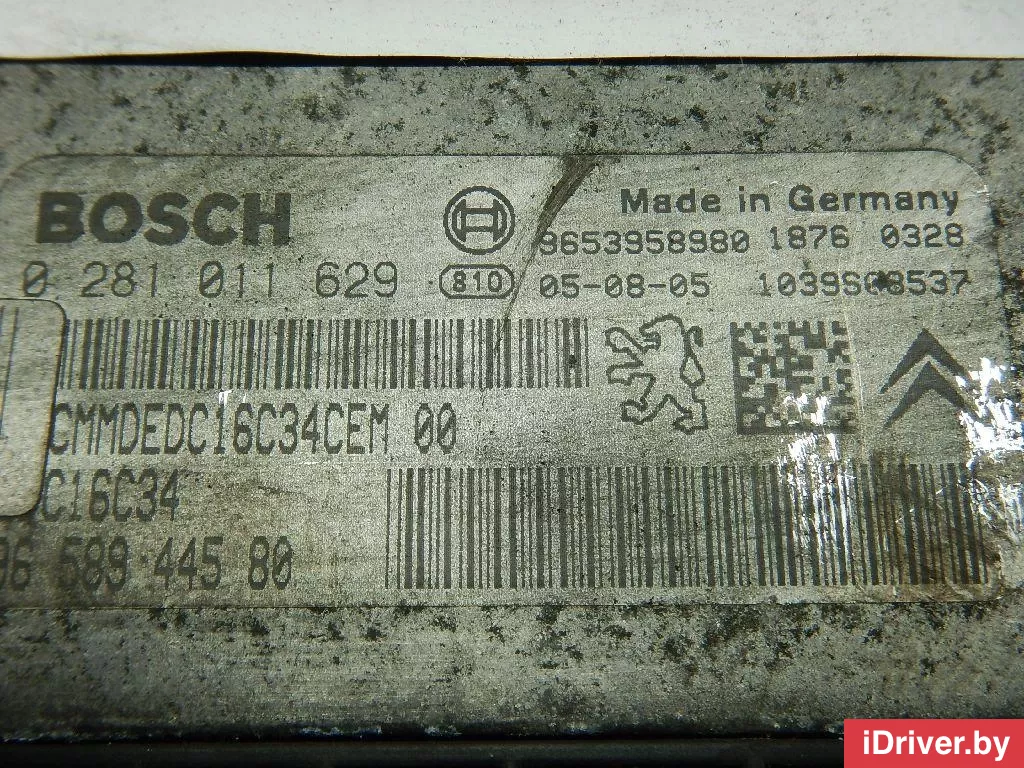 BOSCH
Made in Germany
9653958980 1876 0328
0 281 011 629
810
05-08-05 1039S08537
CMMDEDC16C34CEM 00
C16C34
96 589 445 80
iDriver.by